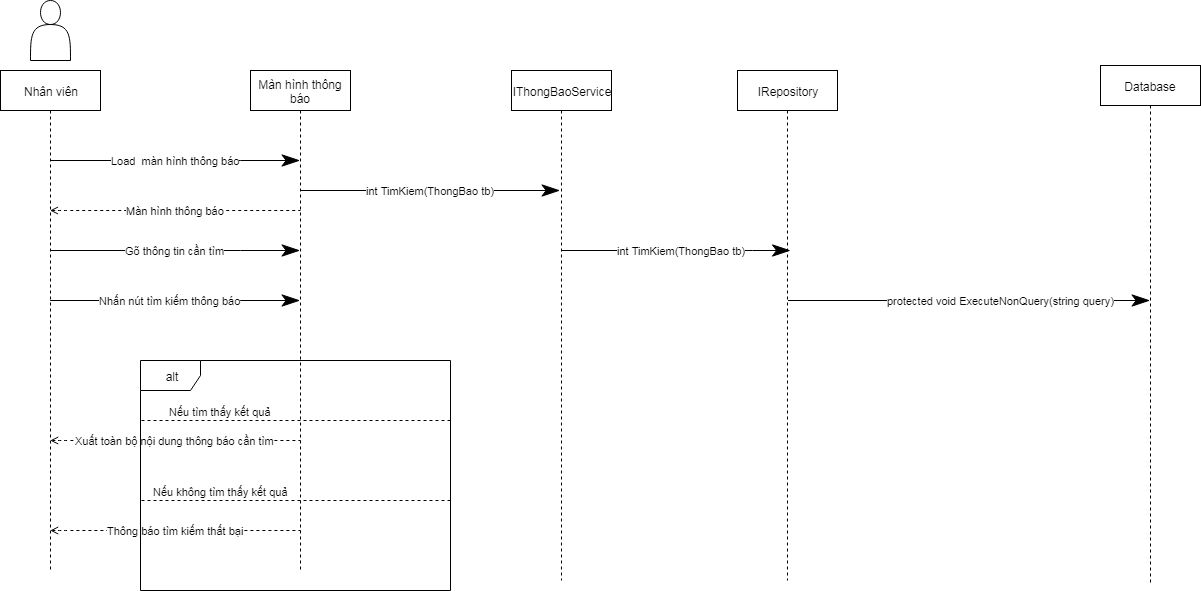 Nhân viên
Màn hình thông
báo
IThongBaoService
IRepository
Database
Load màn hình thông báo
int TimKiem(ThongBao tb)
Màn hình thông báo
Gõ thông tin cần tìm
int TimKiem(ThongBao tb)
Nhấn nút tìm kiếm thông báo
protected void ExecuteNonQuery(string query)
alt
Nếu tìm thấy kết quả
Xuất toàn bộ nội dung thông báo cần tìm
Nếu không tìm thấy kết quả
Thông báo tìm kiếm thất bại